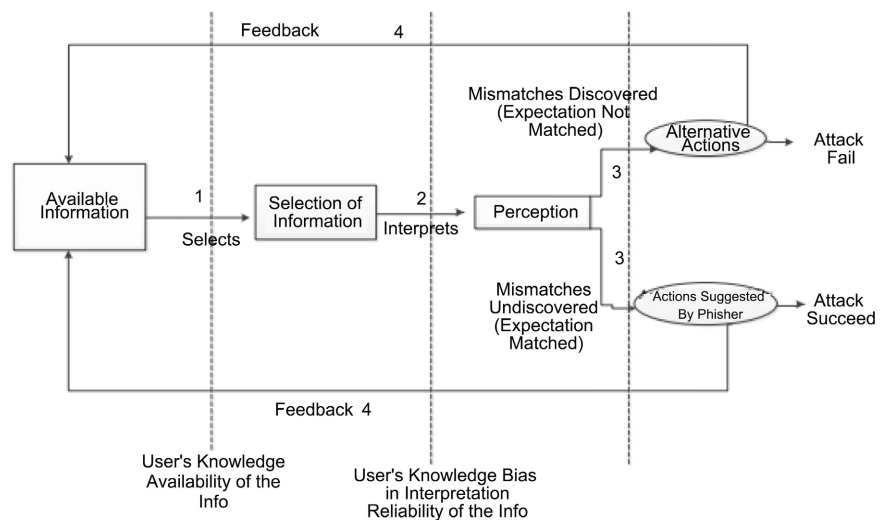 Feedback 4
Mismatches Discovered
(Expectation Not
Matched)
Alternative
Actions
Attack
Fail
3
Available
Information
1
Selects
Selection of
Information
2
Interprets
Perception
3
Mismatches
Undiscovered
(Expectation
Matched)
Actions Suggested
By Phisher
Attack
Succeed
Feedback 4
User's Knowledge
Availability of the
Info
User's Knowledge Bias
in Interpretation
Reliability of the Info